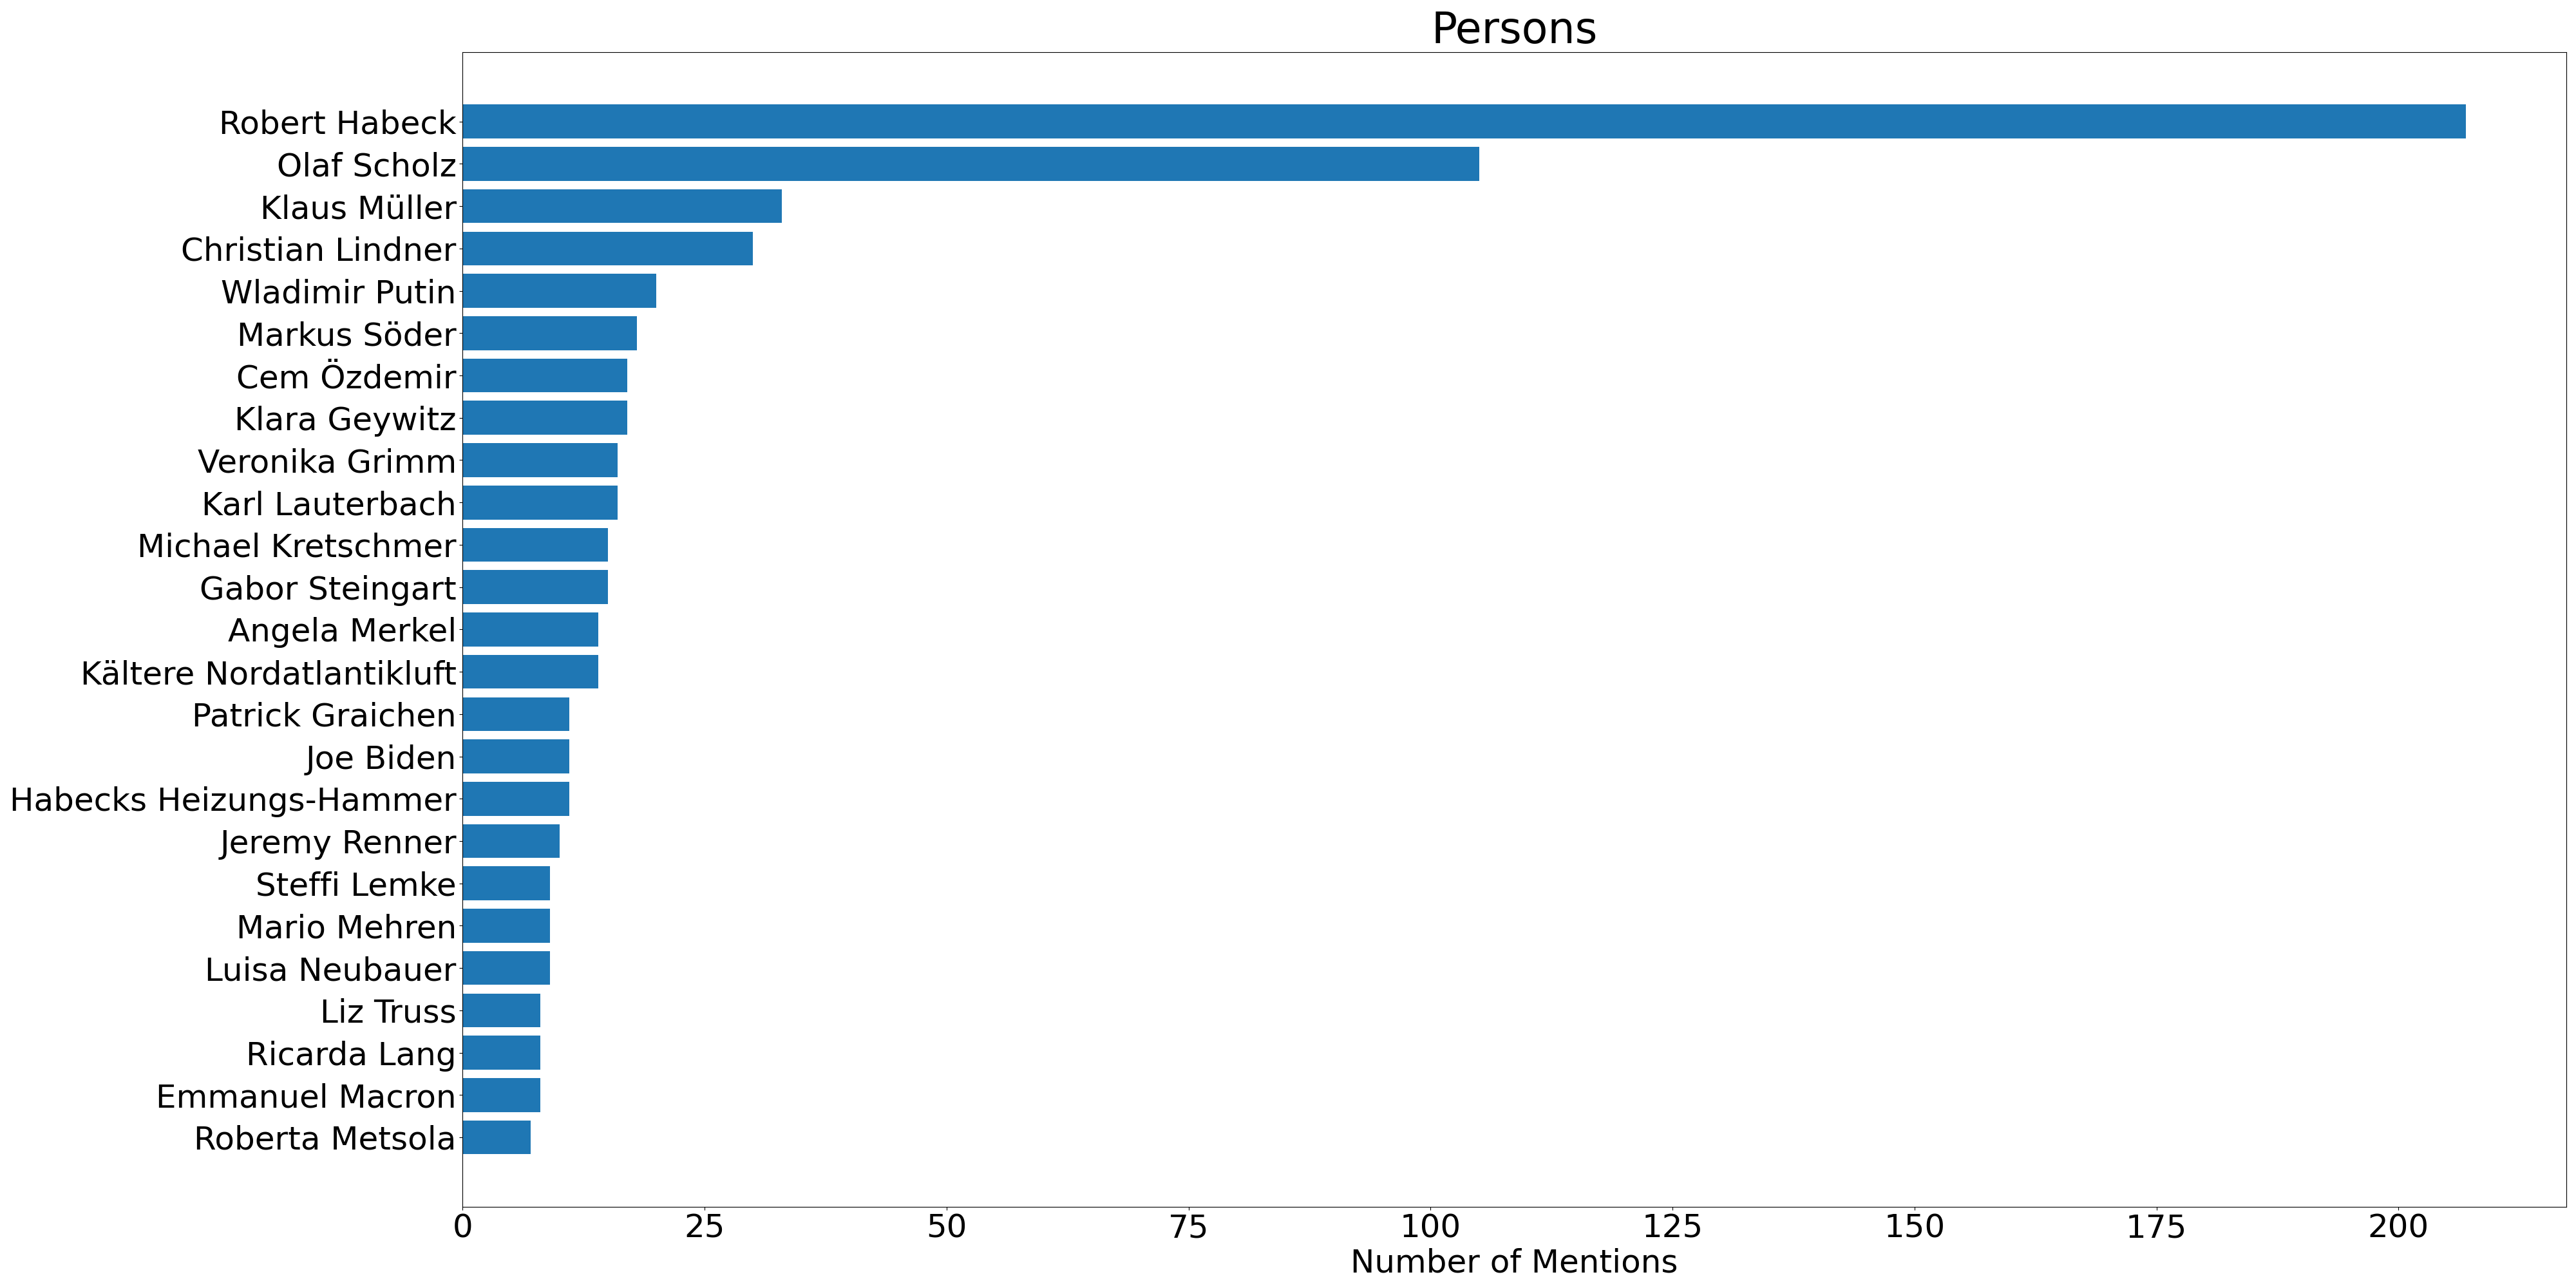 Persons
Robert Habeck
Olaf Scholz
Klaus Müller
Christian Lindner
Wladimir Putin
Markus Söder
Cem Özdemir
Klara Geywitz
Veronika Grimm
Karl Lauterbach
Michael Kretschmer
Gabor Steingart
Angela Merkel
Kältere Nordatlantikluft
Patrick Graichen
Joe Biden
Habecks Heizungs-Hammer
Jeremy Renner
Steffi Lemke
Mario Mehren
Luisa Neubauer
Liz Truss
Ricarda Lang
Emmanuel Macron
Roberta Metsola
0 25 50 75 100 125 150 175 200
Number of Mentions